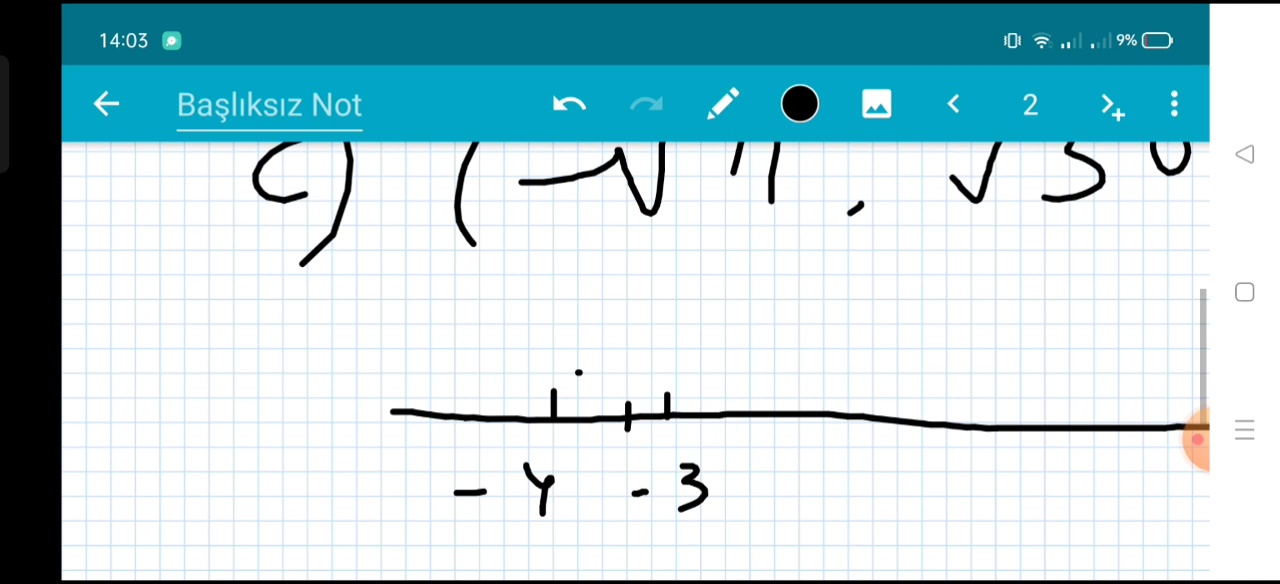 14:03 9%
Başlıksız Not 2
c) (-√11, √30
-4 -3